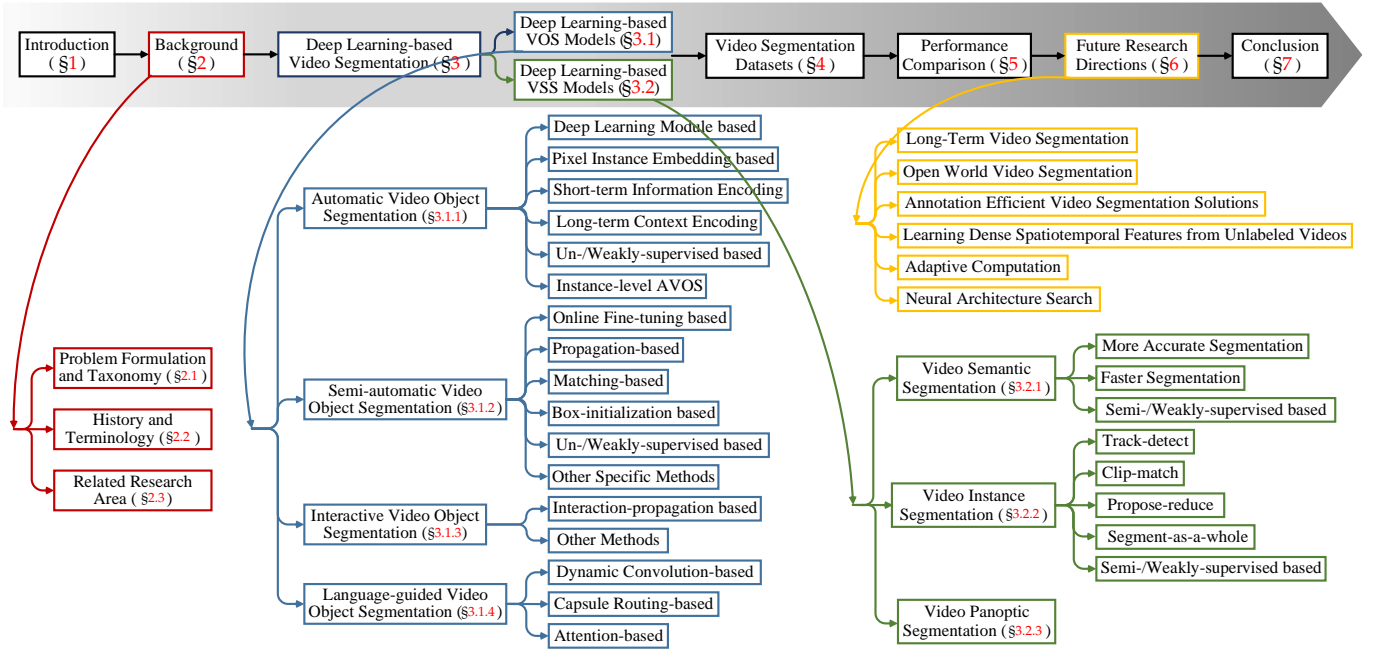 Introduction
( §1)
Background
( §2)
Deep Learning-based
Video Segmentation (§3)
Deep Learning-based
VOS Models (§3.1)
Deep Learning-based
VSS Models (§3.2)
Video Segmentation
Datasets (§4)
Performance
Comparison (§5)
Future Research
Directions (§6)
Conclusion
(§7)
Problem Formulation
and Taxonomy (§2.1)
History and
Terminology (§2.2 )
Related Research
Area ( §2.3)
Automatic Video Object
Segmentation (§3.1.1)
Deep Learning Module based
Pixel Instance Embedding based
Short-term Information Encoding
Long-term Context Encoding
Un-/Weakly-supervised based
Instance-level AVOS
Semi-automatic Video
Object Segmentation (§3.1.2)
Online Fine-tuning based
Propagation-based
Matching-based
Box-initialization based
Un-/Weakly-supervised based
Other Specific Methods
Interactive Video Object
Segmentation (§3.1.3)
Interaction-propagation based
Other Methods
Language-guided Video
Object Segmentation (§3.1.4)
Dynamic Convolution-based
Capsule Routing-based
Attention-based
Long-Term Video Segmentation
Open World Video Segmentation
Annotation Efficient Video Segmentation Solutions
Learning Dense Spatiotemporal Features from Unlabeled Videos
Adaptive Computation
Neural Architecture Search
Video Semantic
Segmentation (§3.2.1)
More Accurate Segmentation
Faster Segmentation
Semi-/Weakly-supervised based
Video Instance
Segmentation (§3.2.2)
Track-detect
Clip-match
Propose-reduce
Segment-as-a-whole
Semi-/Weakly-supervised based
Video Panoptic
Segmentation (§3.2.3)